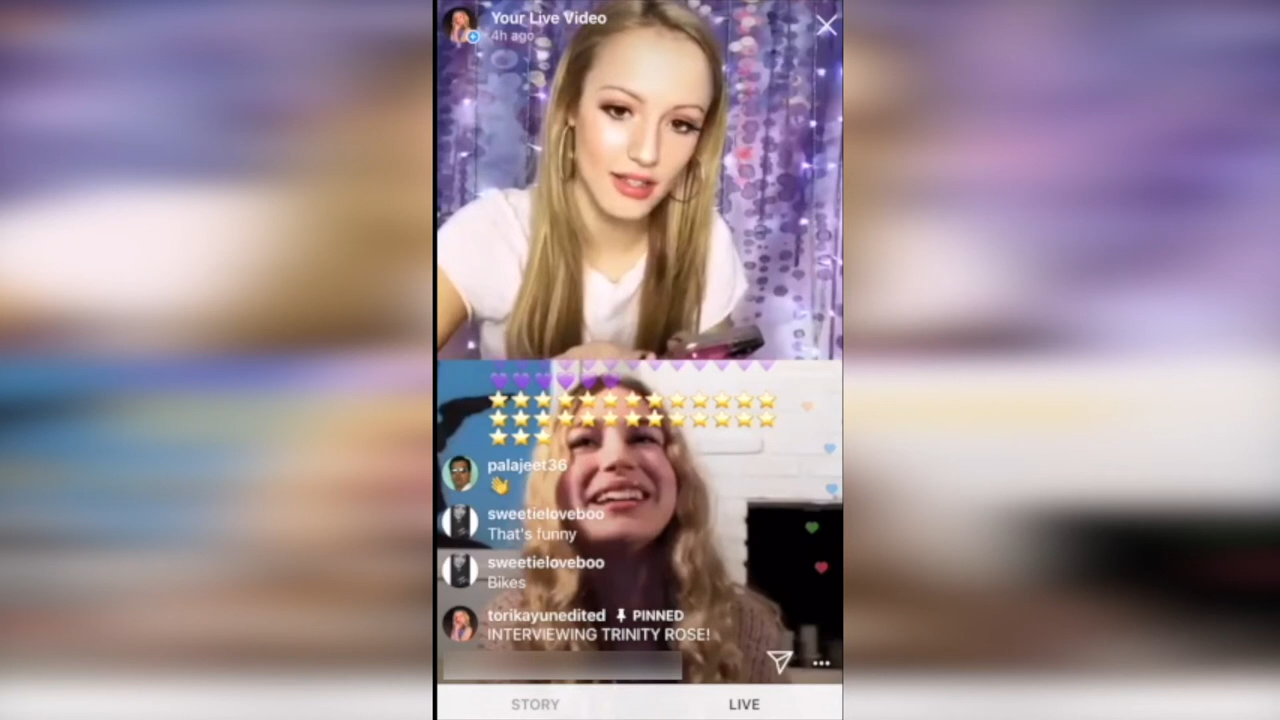 Your Live Video
4h ago
palajeet36
sweetieloveboo
That's funny
sweetieloveboo
Bikes
torikayunedited PINNED
INTERVIEWING TRINITY ROSE!
STORY LIVE